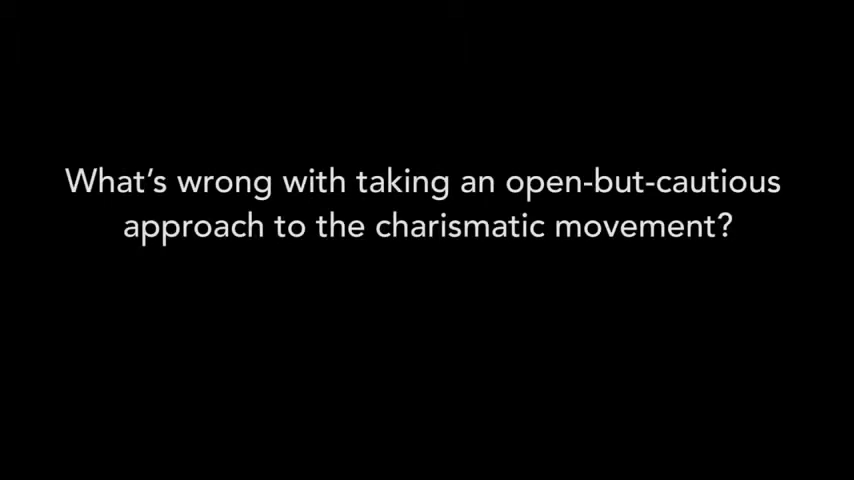 What's wrong with taking an open-but-cautious
approach to the charismatic movement?